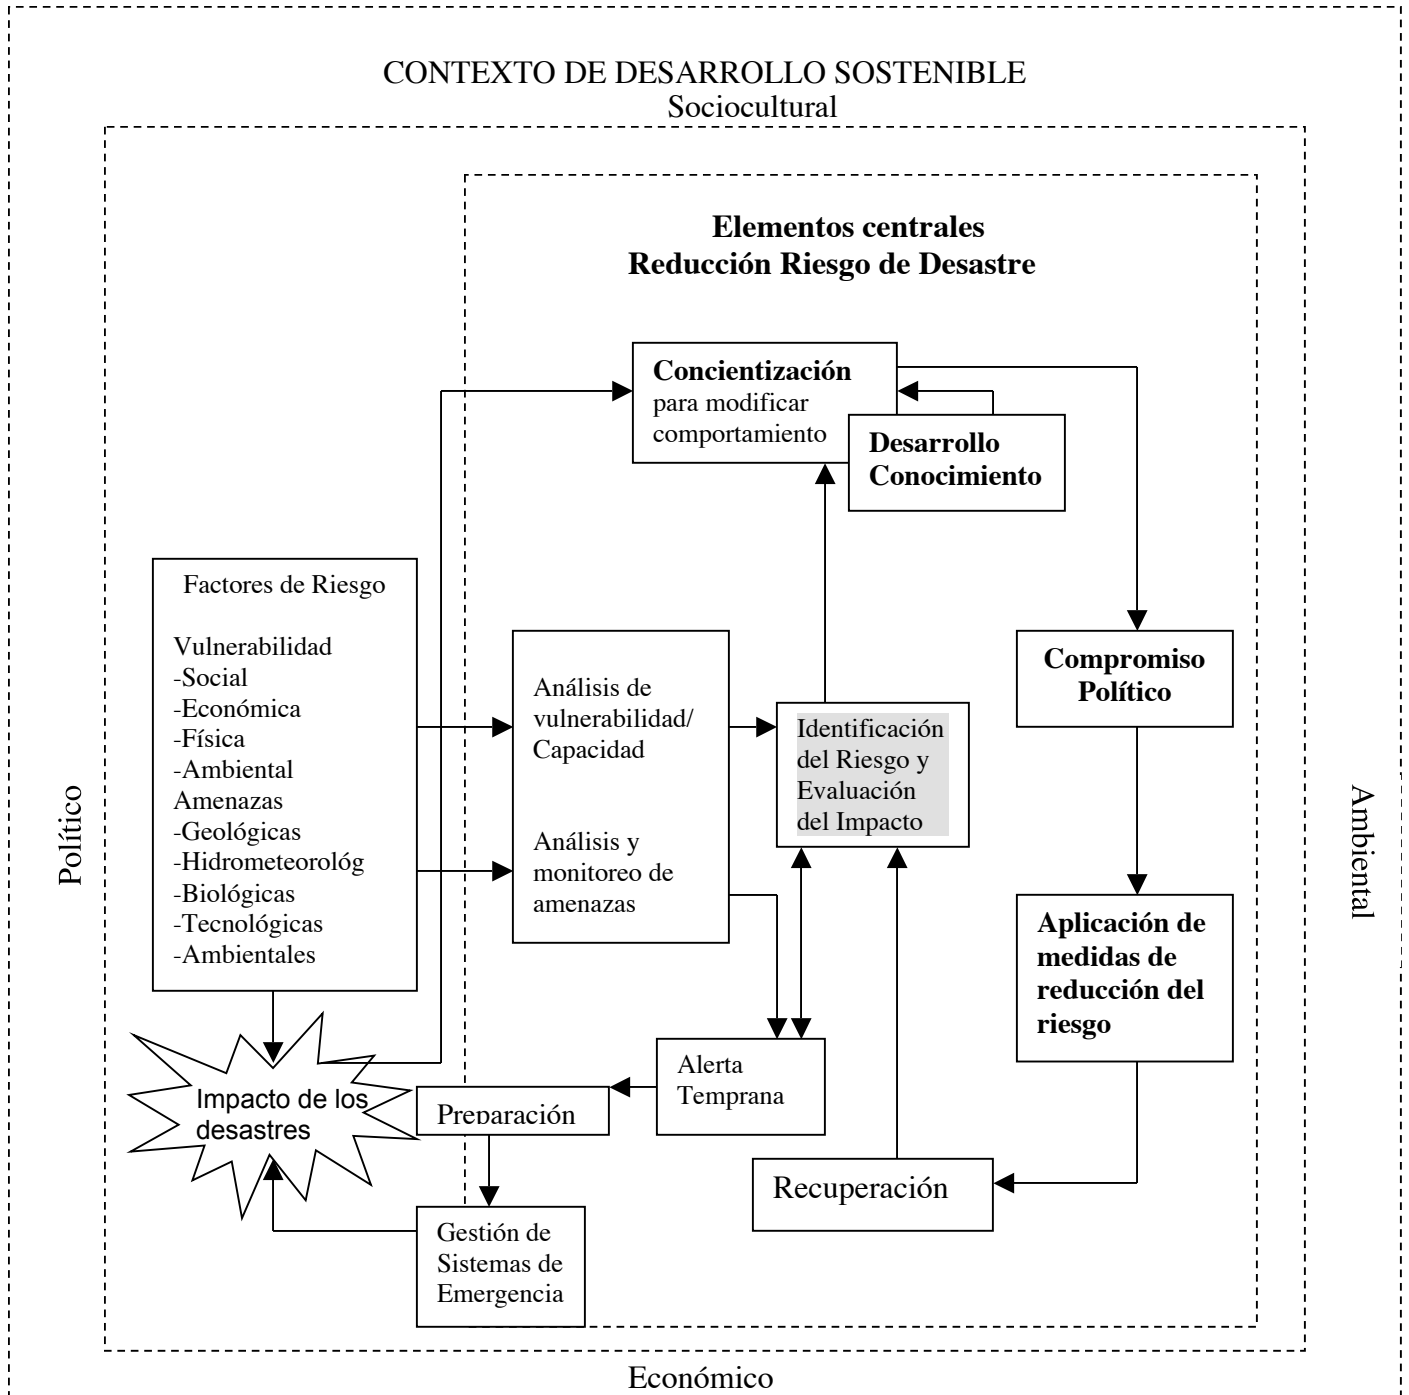 CONTEXTO DE DESARROLLO SOSTENIBLE
Sociocultural
Elementos centrales
Reducción Riesgo de Desastre
Concientización
para modificar
comportamiento
Desarrollo
Conocimiento
Factores de Riesgo
Vulnerabilidad
-Social
-Económica
-Física
-Ambiental
Amenazas
-Geológicas
-Hidrometeorológ
-Biológicas
-Tecnológicas
-Ambientales
Análisis de
vulnerabilidad/
Capacidad
Análisis y
monitoreo de
amenazas
Identificación
del Riesgo y
Evaluación
del Impacto
Compromiso
Político
Aplicación de
medidas de
reducción del
riesgo
Político
Ambiental
Impacto de los
desastres
Preparación
Alerta
Temprana
Recuperación
Gestión de
Sistemas de
Emergencia
Económico